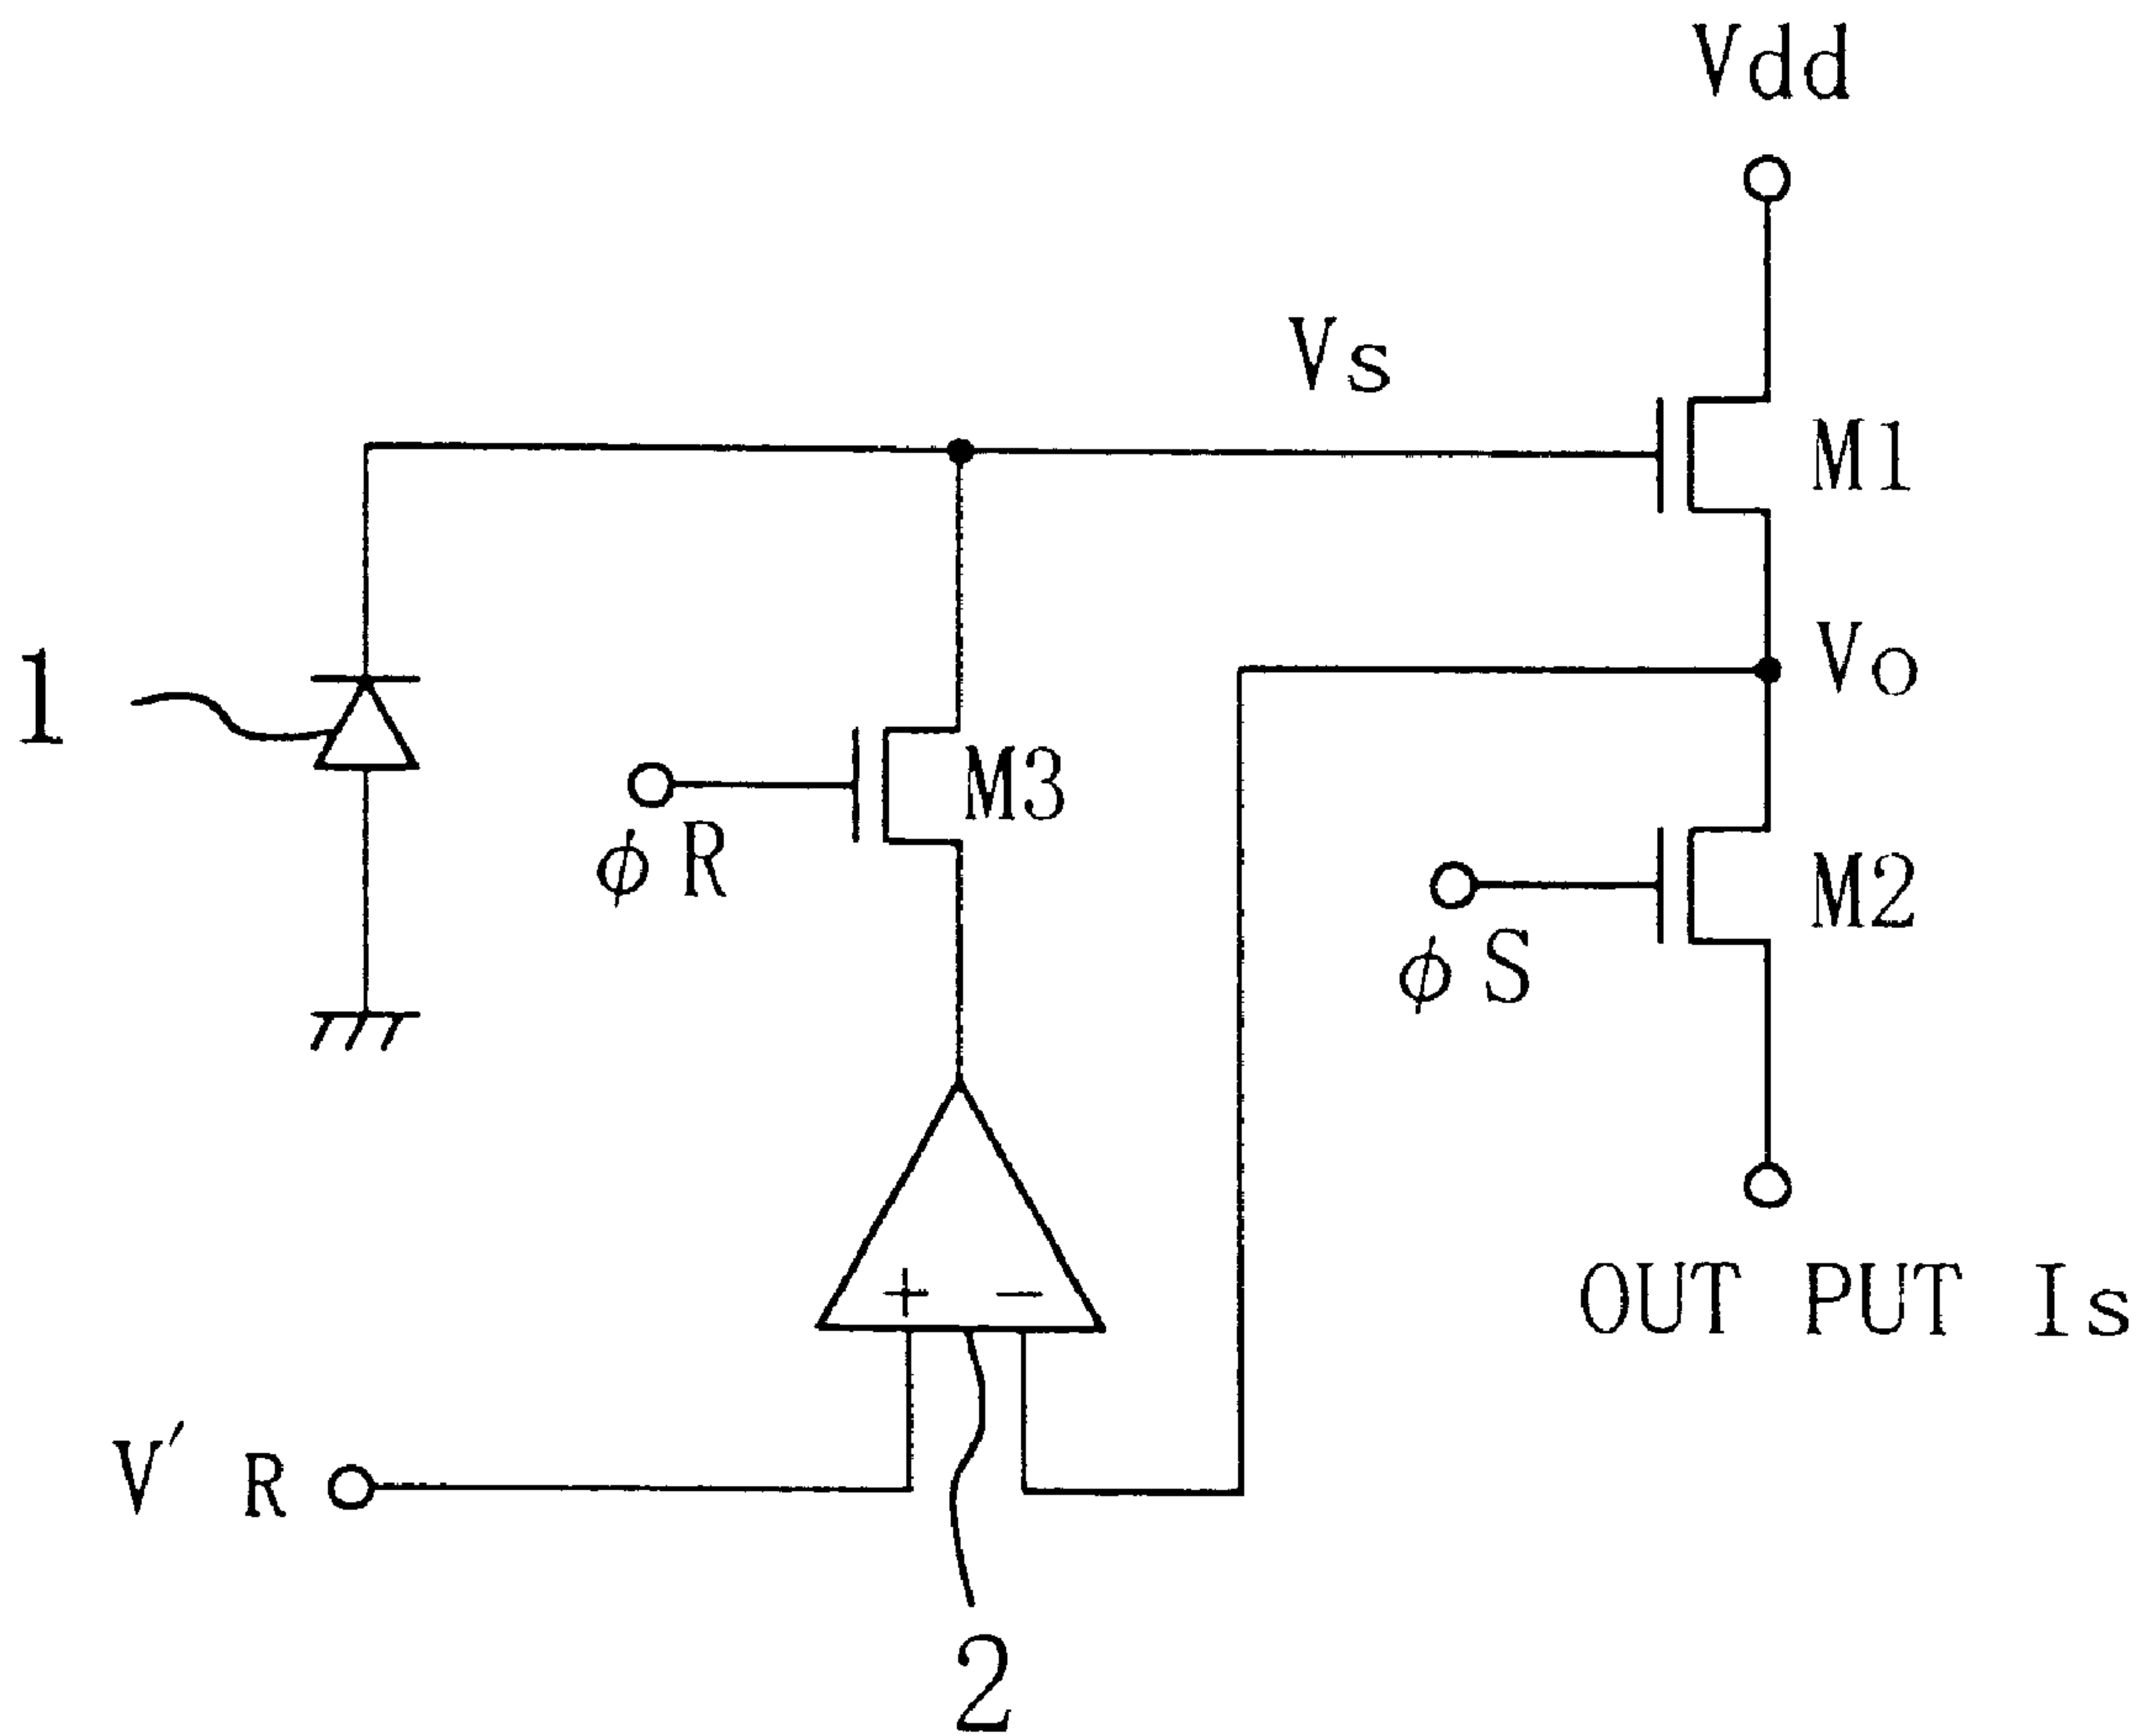 Vdd
Vs
M1
1
Vo
M3
φR
M2
φS
+ −
OUT PUT Is
V′R
2